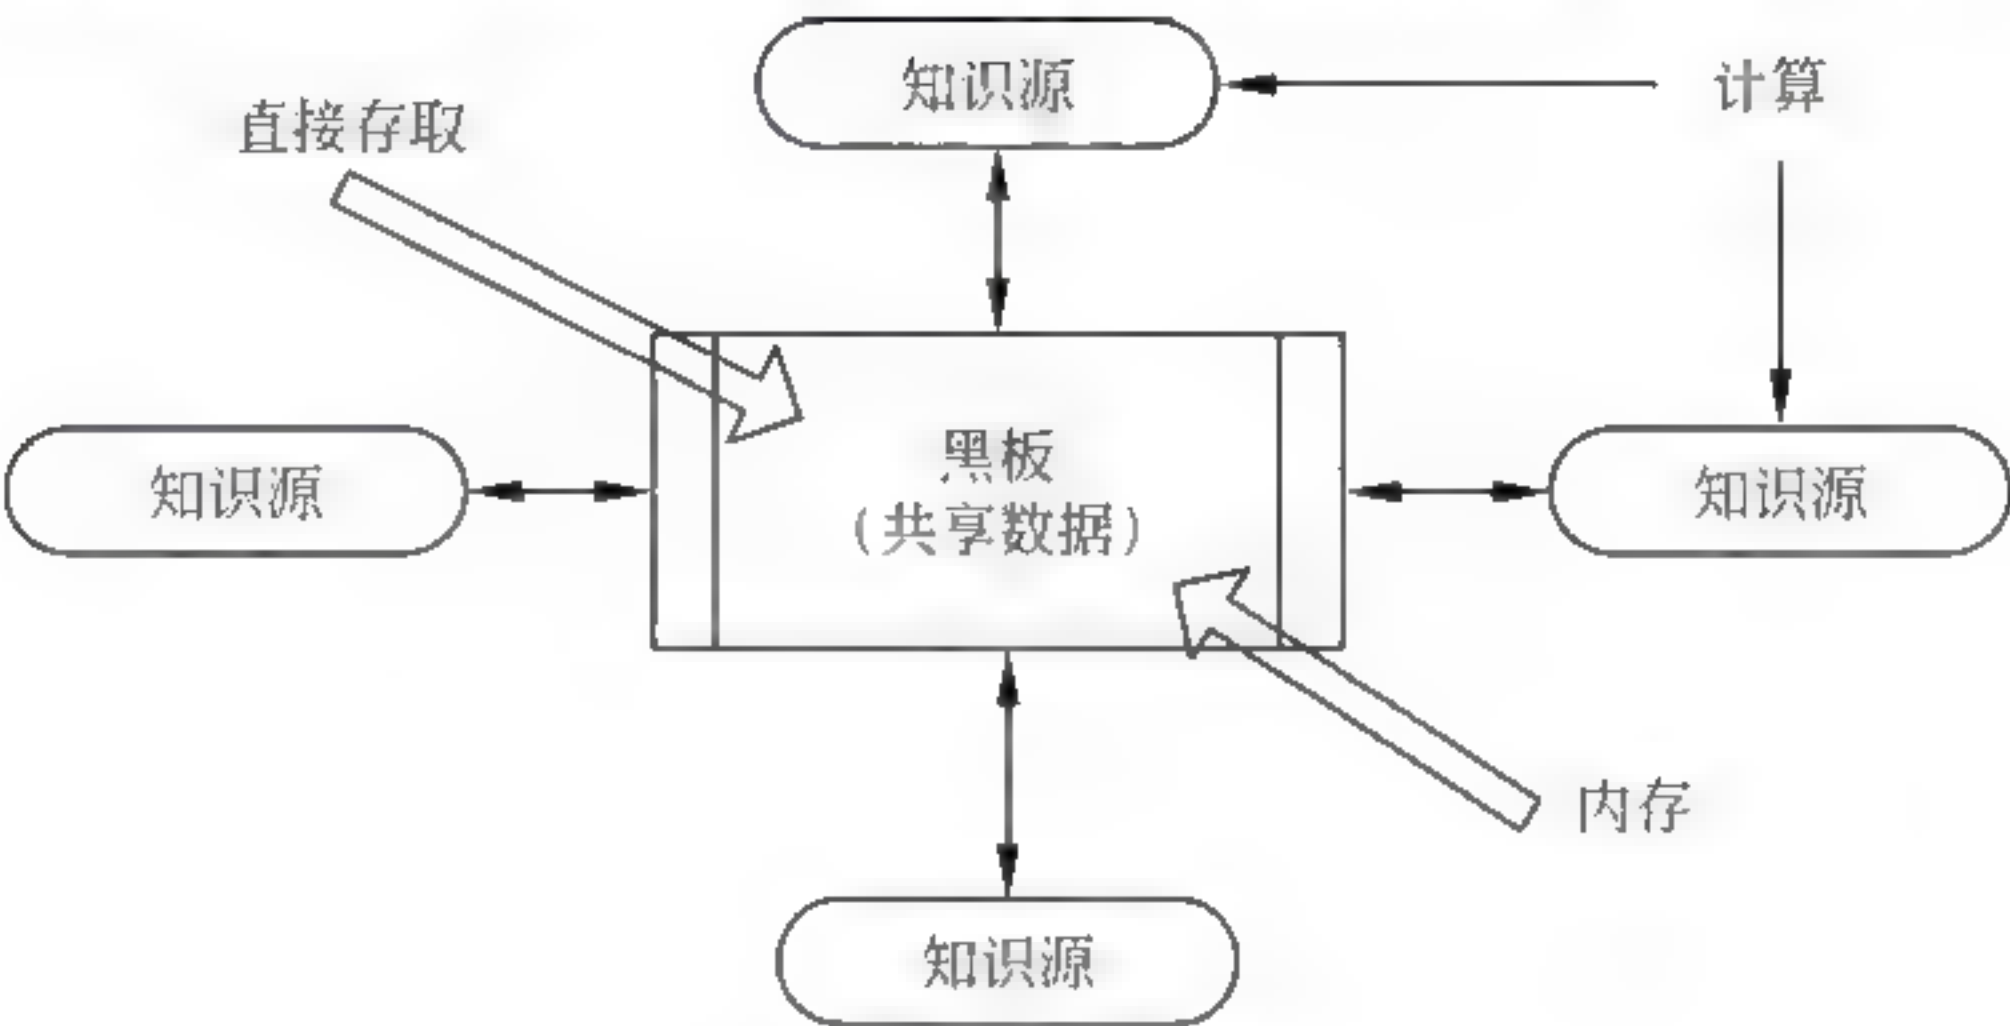 知识源
计算
直接存取
黑板
(共享数据)
知识源
知识源
内存
知识源